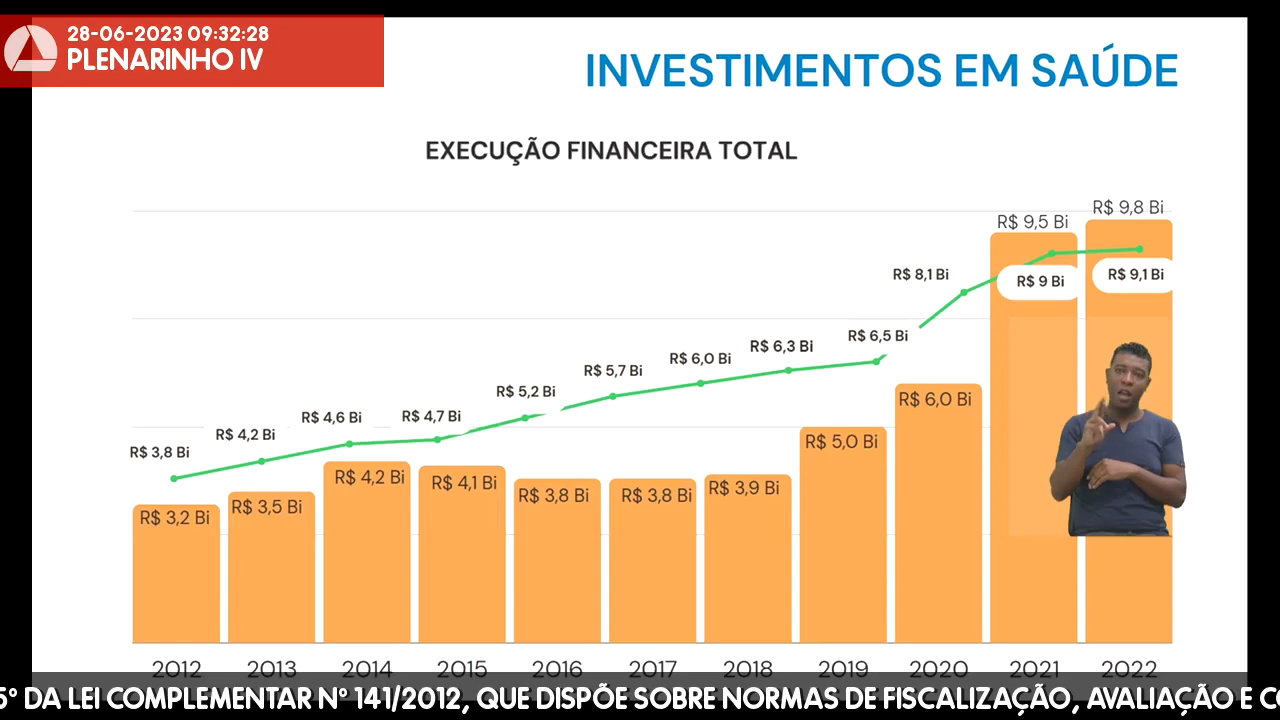 28-06-2023 09:32:28
PLENARINHO IV
INVESTIMENTOS EM SAÚDE
EXECUÇÃO FINANCEIRA TOTAL
R$ 9,8 Bi
R$ 9,5 Bi
R$ 8,1 Bi
R$ 9 Bi
R$ 9,1 Bi
R$ 6,5 Bi
R$ 6,3 Bi
R$ 6,0 Bi
R$ 5,7 Bi
R$ 5,2 Bi
R$ 4,7 Bi
R$ 4,6 Bi
R$ 4,2 Bi
R$ 3,8 Bi
R$ 3,2 Bi
R$ 3,5 Bi
R$ 4,2 Bi
R$ 4,1 Bi
R$ 3,8 Bi
R$ 3,8 Bi
R$ 3,9 Bi
R$ 5,0 Bi
R$ 6,0 Bi
2012 2013 2014 2015 2016 2017 2018 2019 2020 2021 2022
5º DA LEI COMPLEMENTAR Nº 141/2012, QUE DISPÕE SOBRE NORMAS DE FISCALIZAÇÃO, AVALIAÇÃO E